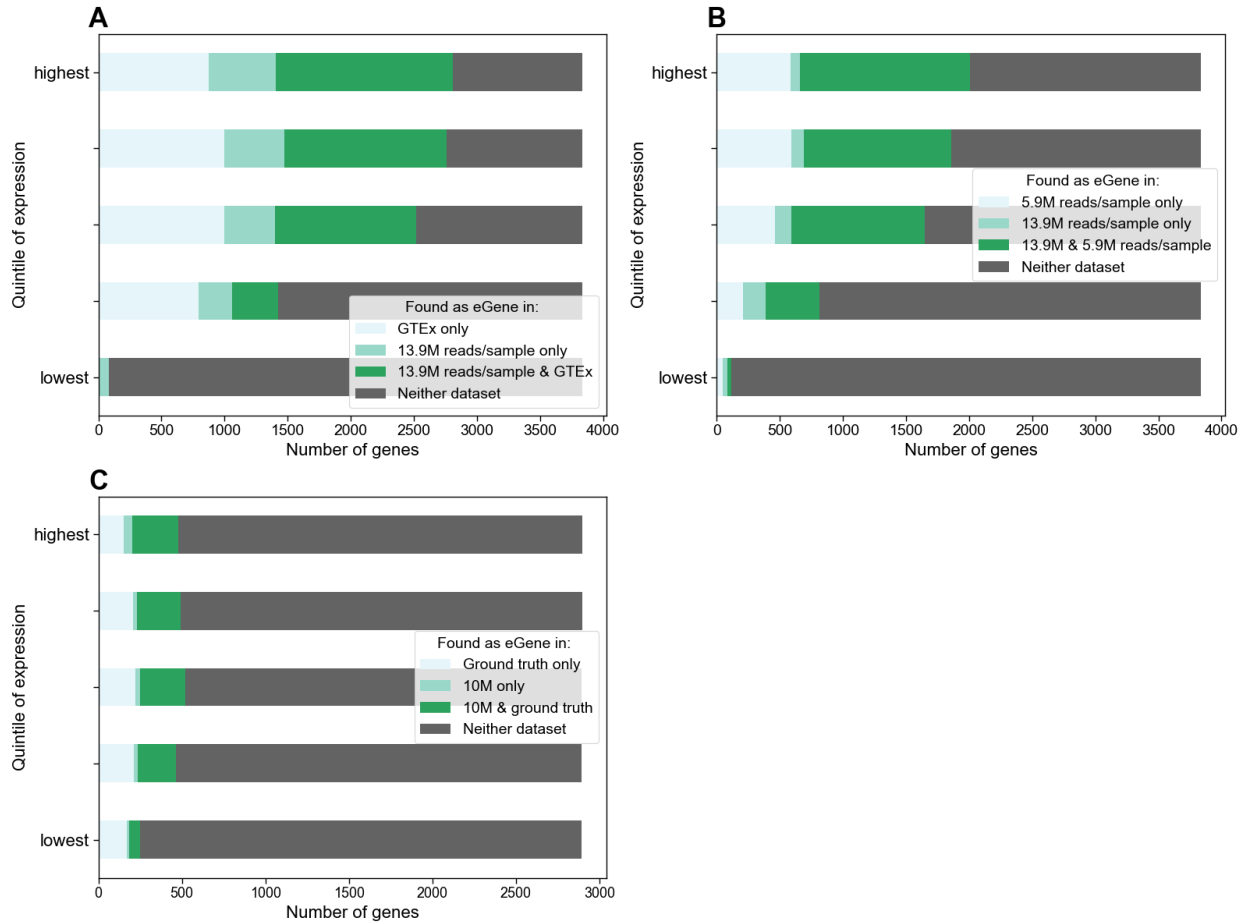 A
highest
Quintile of expression
lowest
Found as eGene in:
GTEx only
13.9M reads/sample only
13.9M reads/sample & GTEx
Neither dataset
0 500 1000 1500 2000 2500 3000 3500 4000
Number of genes
B
highest
Quintile of expression
lowest
Found as eGene in:
5.9M reads/sample only
13.9M reads/sample only
13.9M & 5.9M reads/sample
Neither dataset
0 500 1000 1500 2000 2500 3000 3500 4000
Number of genes
C
highest
Quintile of expression
lowest
Found as eGene in:
Ground truth only
10M only
10M & ground truth
Neither dataset
0 500 1000 1500 2000 2500 3000
Number of genes